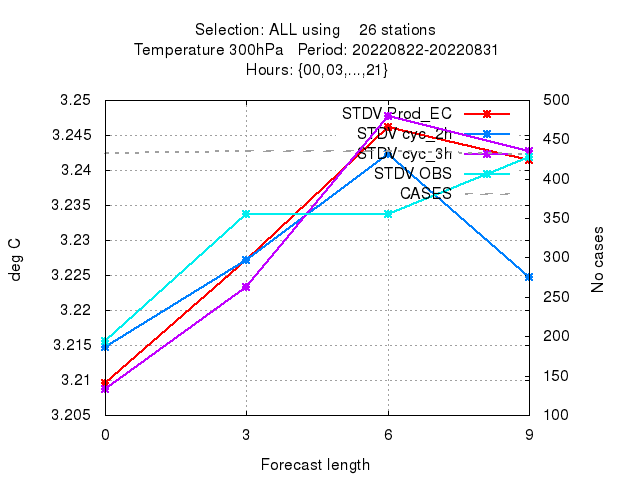 Selection: ALL using 26 stations
Temperature 300hPa Period: 20220822-20220831
Hours: {00,03,...,21}
3.25
3.245
3.24
3.235
3.23
3.225
3.22
3.215
3.21
3.205
deg C
STDV Prod_EC
STDV cyc_2h
STDV cyc_3h
STDV OBS
CASES
500
450
400
350
300
250
200
150
100
No cases
0 3 6 9
Forecast length